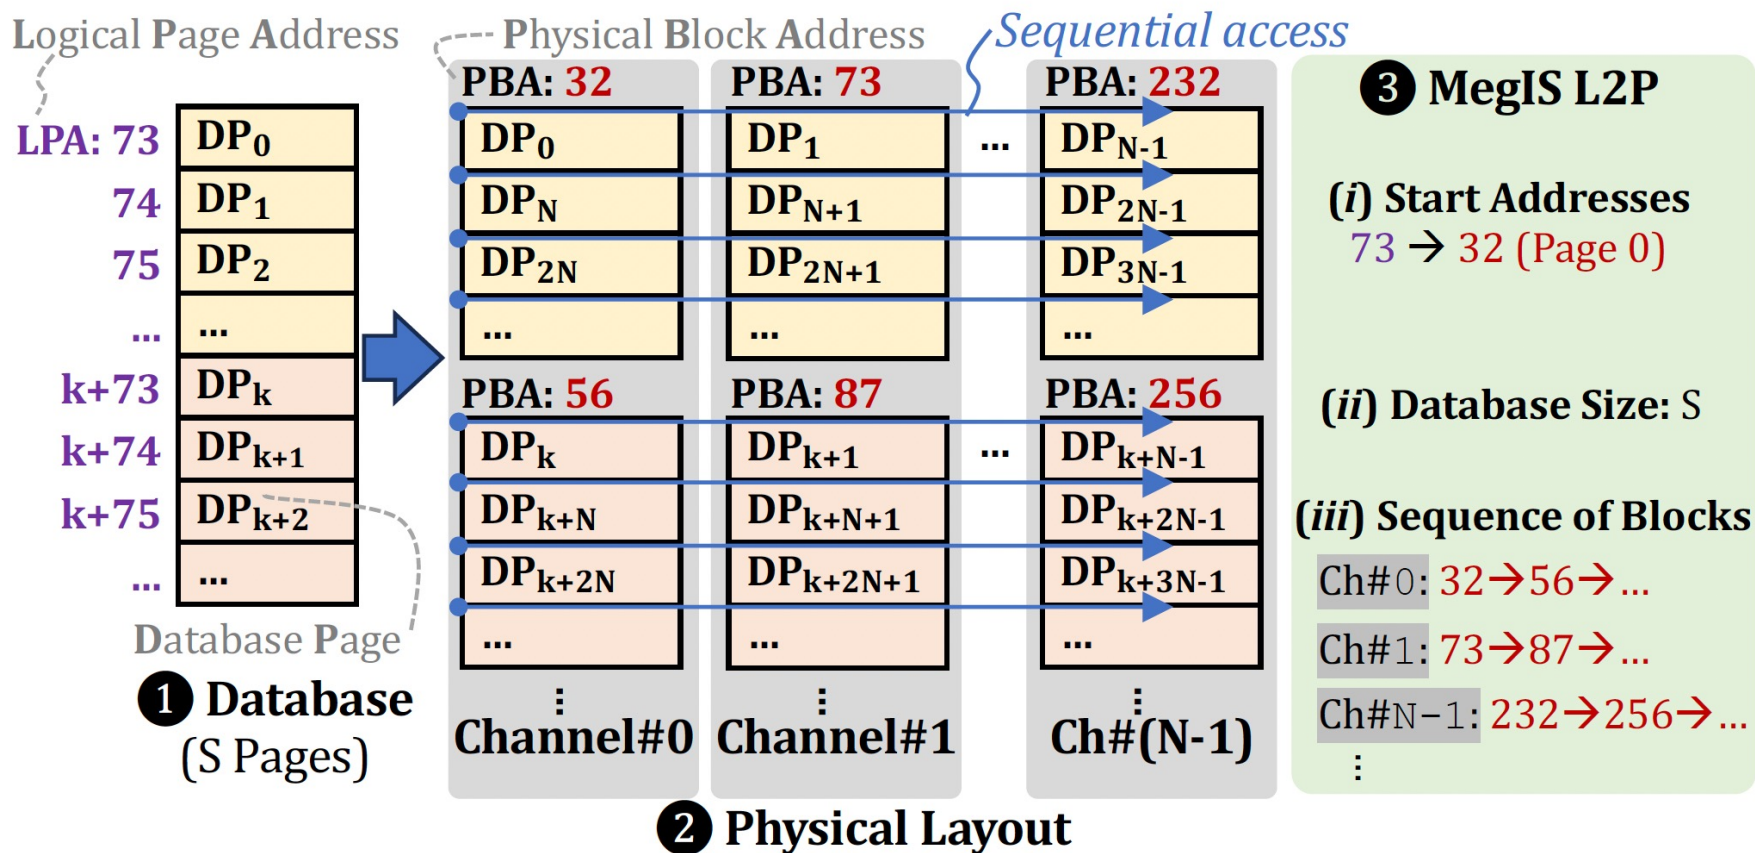 Logical Page Address
Physical Block Address
Sequential access
LPA: 73
74
75
...
k+73
k+74
k+75
...
DP0
DP1
DP2
...
DPk
DPk+1
DPk+2
...
Database Page
❶ Database
(S Pages)
PBA: 32
DP0
DPN
DP2N
...
PBA: 56
DPk
DPk+N
DPk+2N
...
⋮
Channel#0
PBA: 73
DP1
DPN+1
DP2N+1
...
PBA: 87
DPk+1
DPk+N+1
DPk+2N+1
...
⋮
Channel#1
...
...
PBA: 232
DPN-1
DP2N-1
DP3N-1
...
PBA: 256
DPk+N-1
DPk+2N-1
DPk+3N-1
...
⋮
Ch#(N-1)
❷ Physical Layout
❸ MegIS L2P
(i) Start Addresses
73 → 32 (Page 0)
(ii) Database Size: S
(iii) Sequence of Blocks
Ch#0: 32→56→...
Ch#1: 73→87→...
Ch#N-1: 232→256→...
⋮